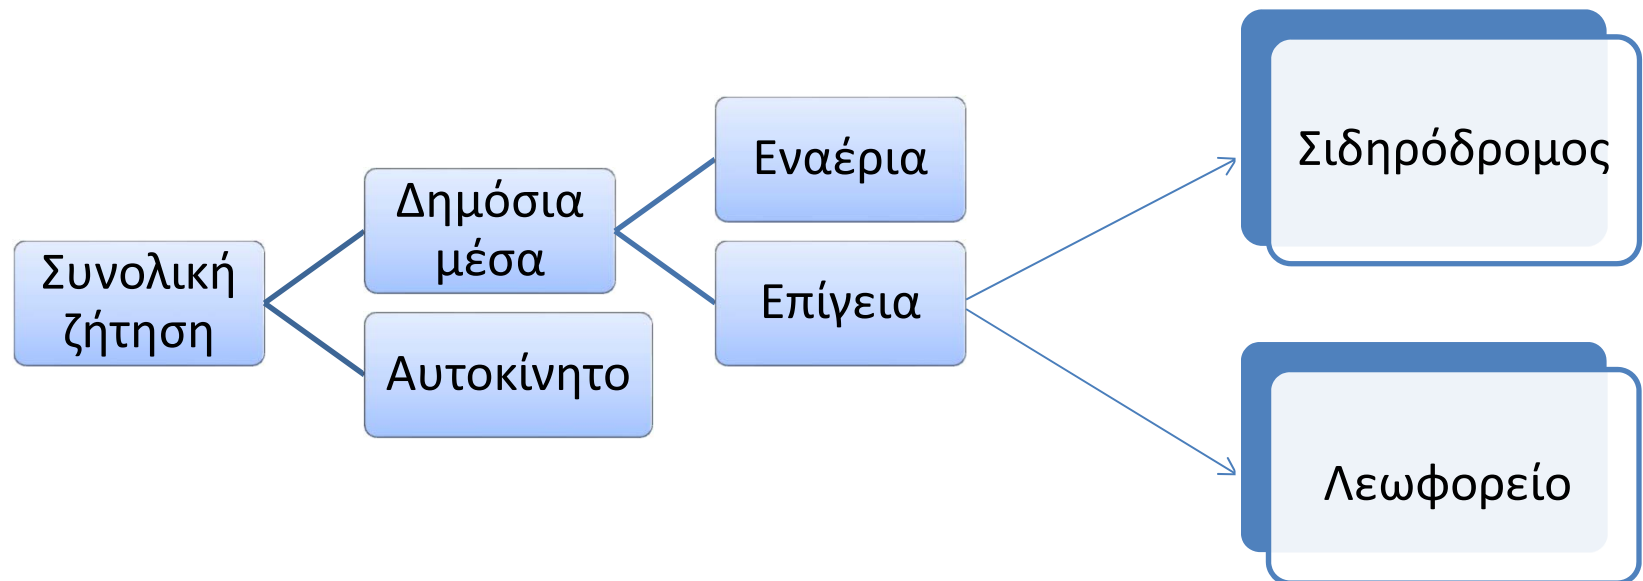 Συνολική
ζήτηση
Δημόσια
μέσα
Αυτοκίνητο
Εναέρια
Επίγεια
Σιδηρόδρομος
Λεωφορείο